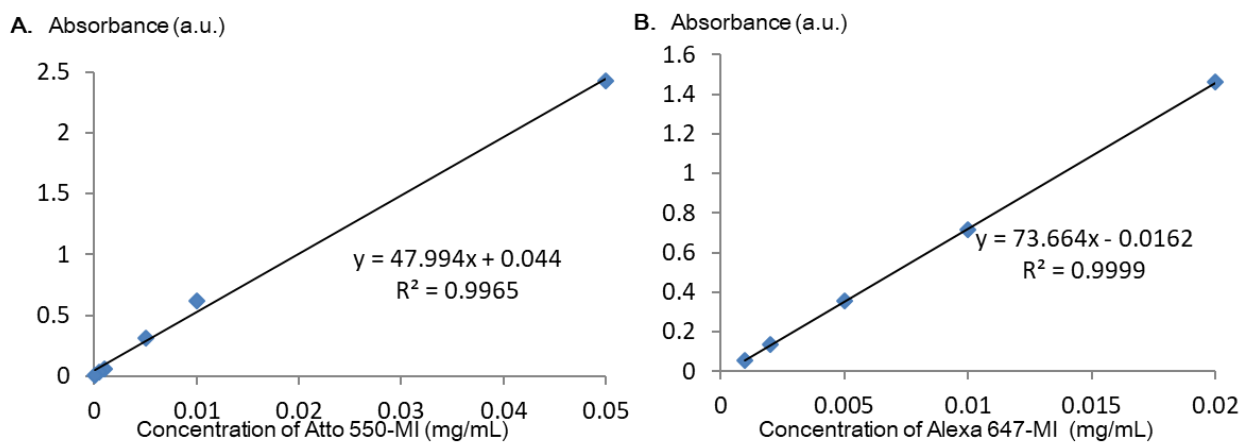 A. Absorbance (a.u.)
2.5
2
1.5
1
0.5
0
y = 47.994x + 0.044
R² = 0.9965
0 0.01 0.02 0.03 0.04 0.05
Concentration of Atto 550-MI (mg/mL)
B. Absorbance (a.u.)
1.6
1.4
1.2
1
0.8
0.6
0.4
0.2
0
y = 73.664x - 0.0162
R² = 0.9999
0 0.005 0.01 0.015 0.02
Concentration of Alexa 647-MI (mg/mL)